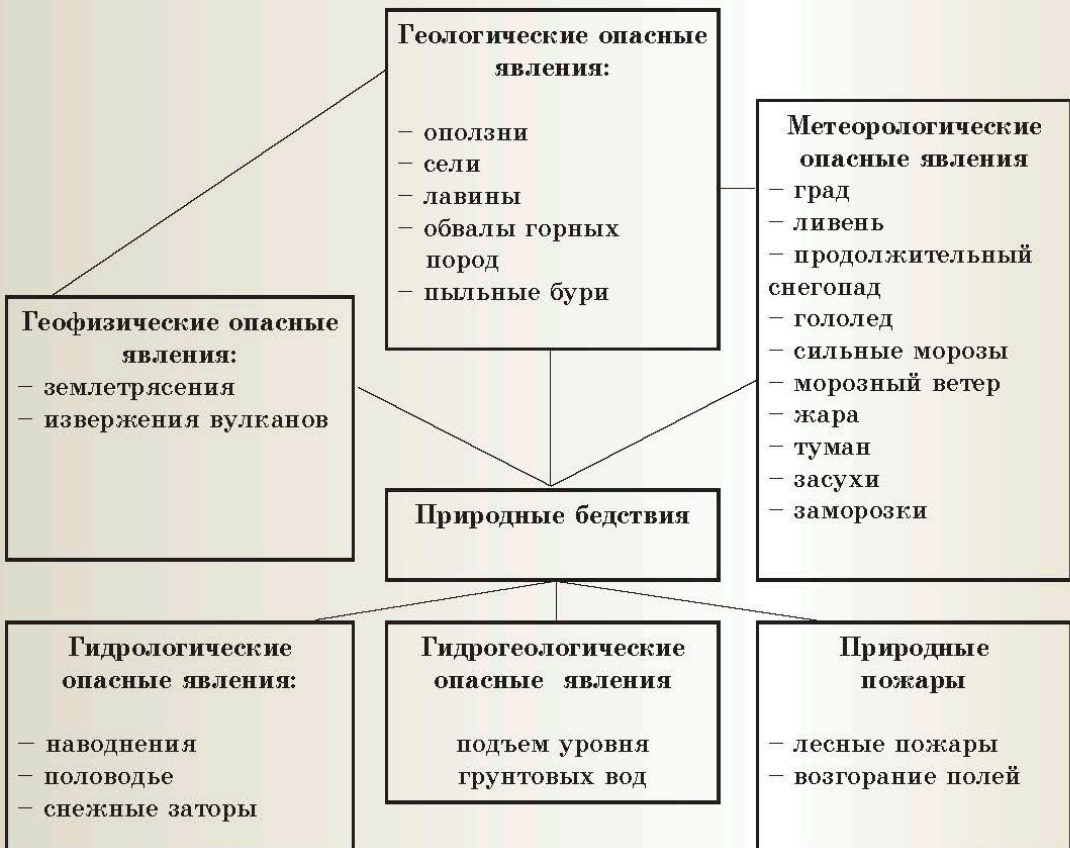 Геологические опасные
явления:
– оползни
– сели
– лавины
– обвалы горных
пород
– пыльные бури
Метеорологические
опасные явления
– град
– ливень
– продолжительный
снегопад
– гололед
– сильные морозы
– морозный ветер
– жара
– туман
– засухи
– заморозки
Геофизические опасные
явления:
– землетрясения
– извержения вулканов
Природные бедствия
Гидрологические
опасные явления:
– наводнения
– половодье
– снежные заторы
Гидрогеологические
опасные явления
подъем уровня
грунтовых вод
Природные
пожары
– лесные пожары
– возгорание полей